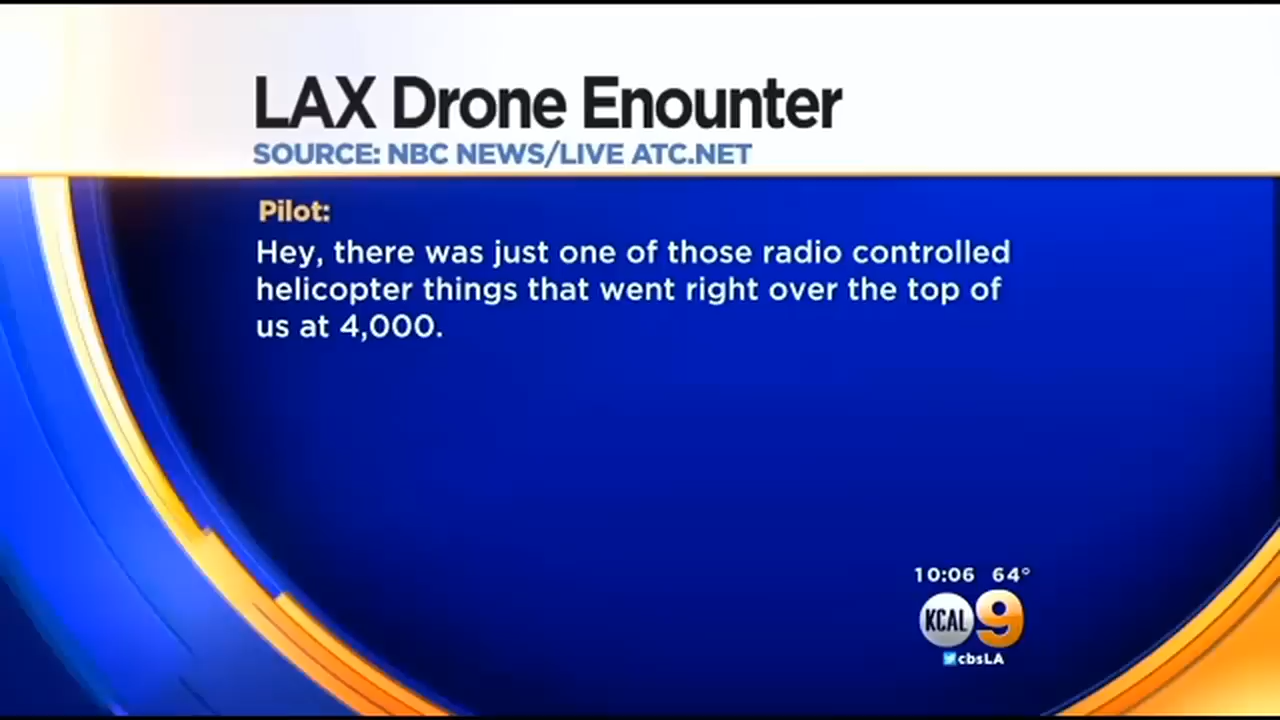 LAX Drone Enounter
SOURCE: NBC NEWS/LIVE ATC.NET
Pilot:
Hey, there was just one of those radio controlled
helicopter things that went right over the top of
us at 4,000.
10:06 64°
KCAL 9
cbsLA